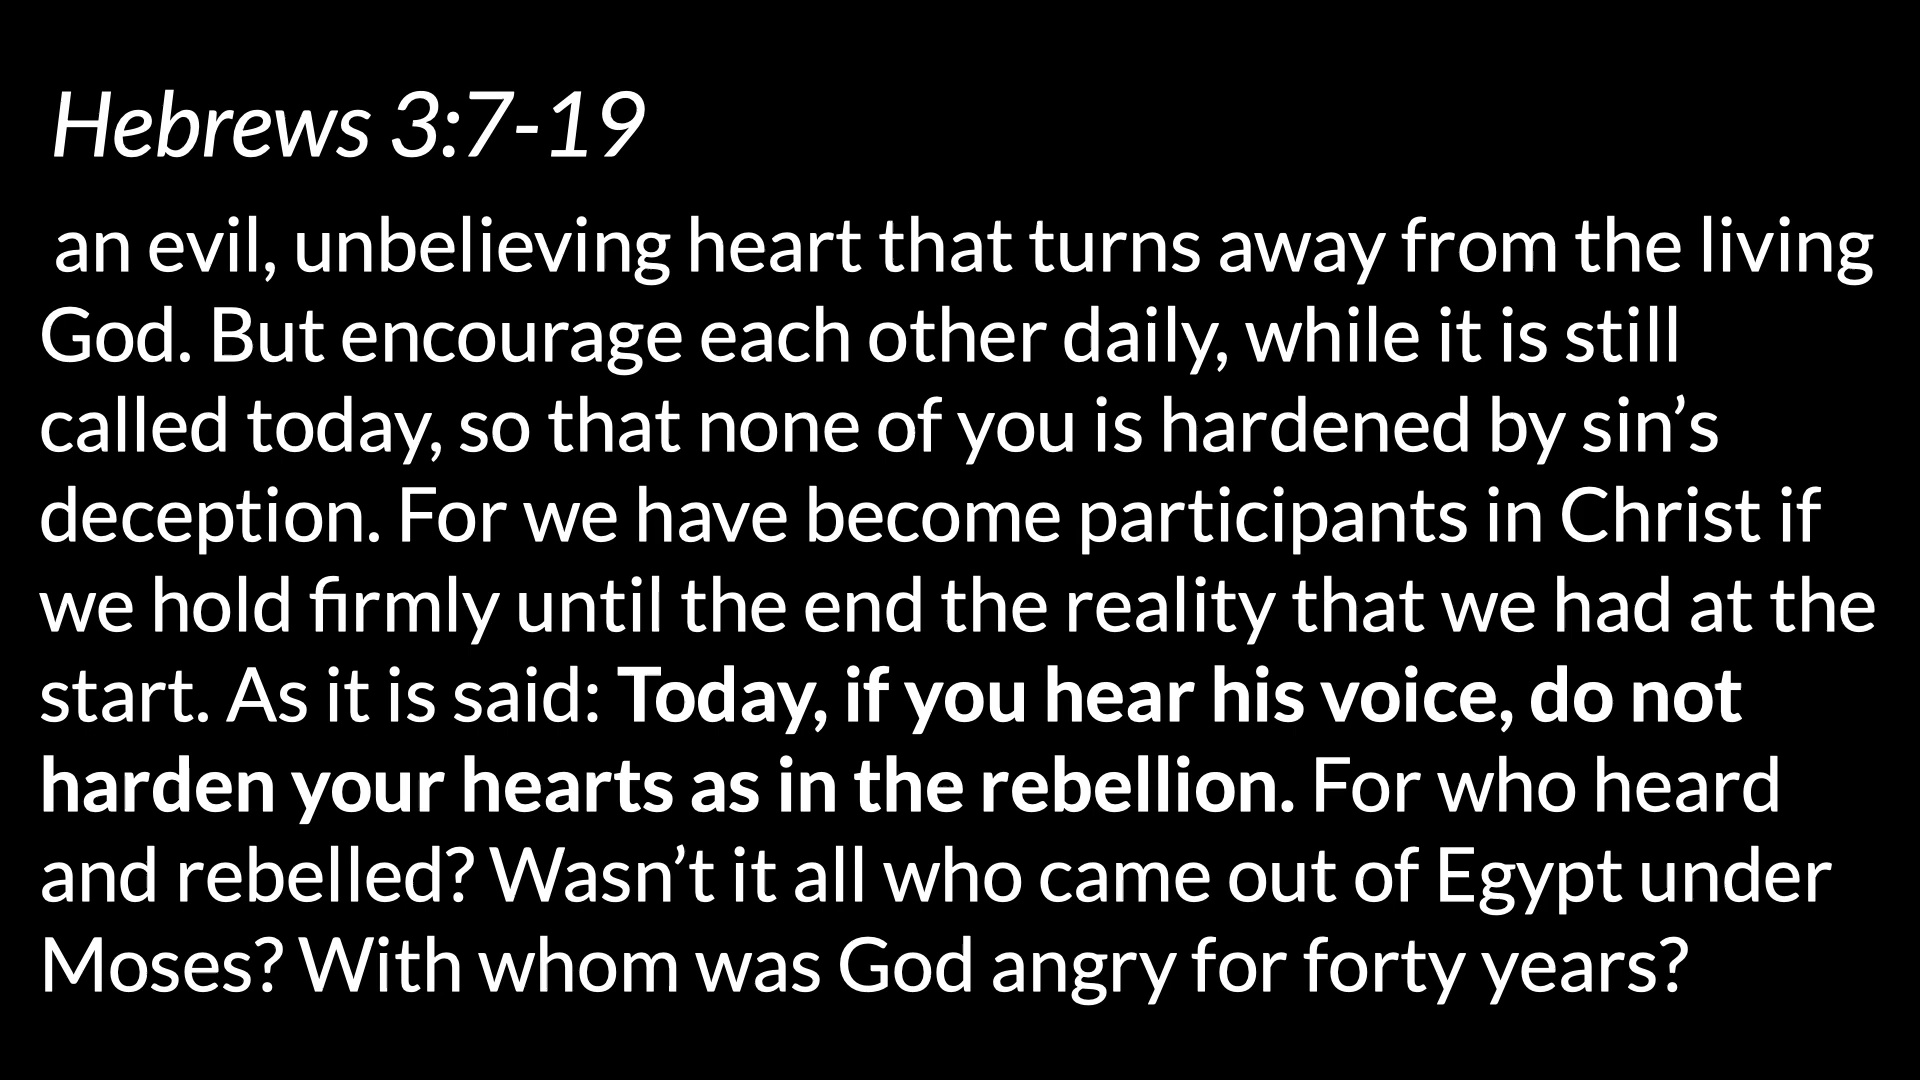 Hebrews 3:7-19
an evil, unbelieving heart that turns away from the living
God. But encourage each other daily, while it is still
called today, so that none of you is hardened by sin’s
deception. For we have become participants in Christ if
we hold firmly until the end the reality that we had at the
start. As it is said: Today, if you hear his voice, do not
harden your hearts as in the rebellion. For who heard
and rebelled? Wasn’t it all who came out of Egypt under
Moses? With whom was God angry for forty years?